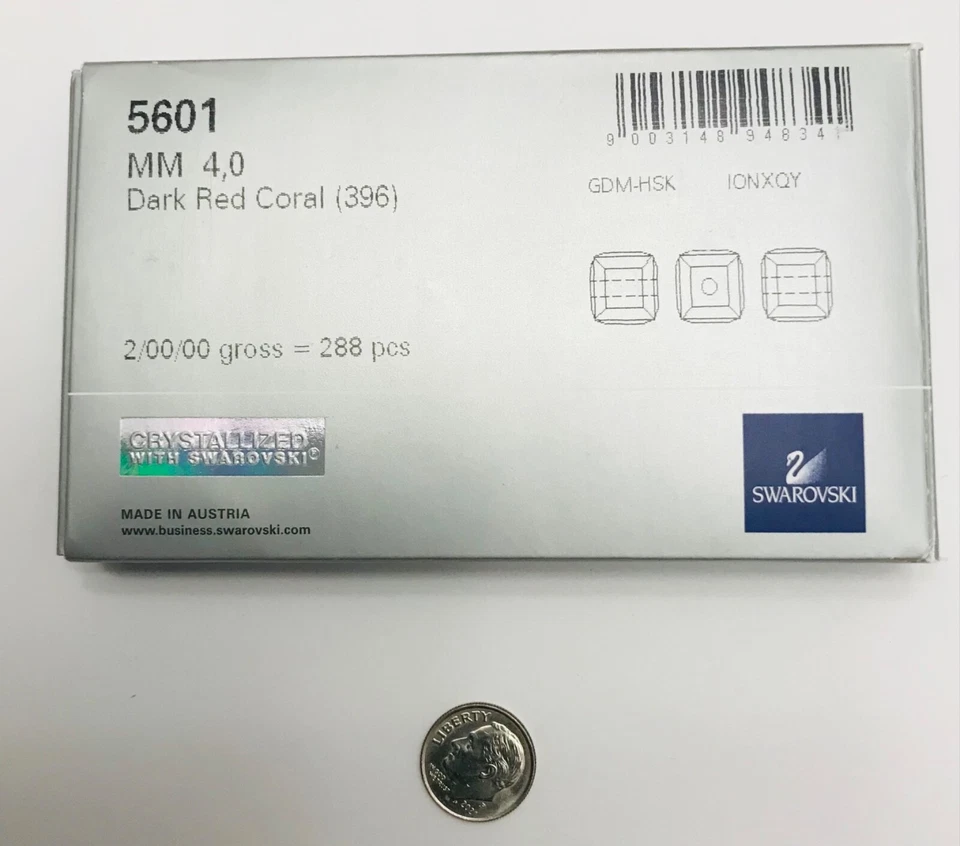 5601
MM 4,0
Dark Red Coral (396)
9 003148 948341
GDM-HSK IONXQY
2/00/00 gross = 288 pcs
CRYSTALLIZED
WITH SWAROVSKI®
MADE IN AUSTRIA
www.business.swarovski.com
SWAROVSKI
LIBERTY